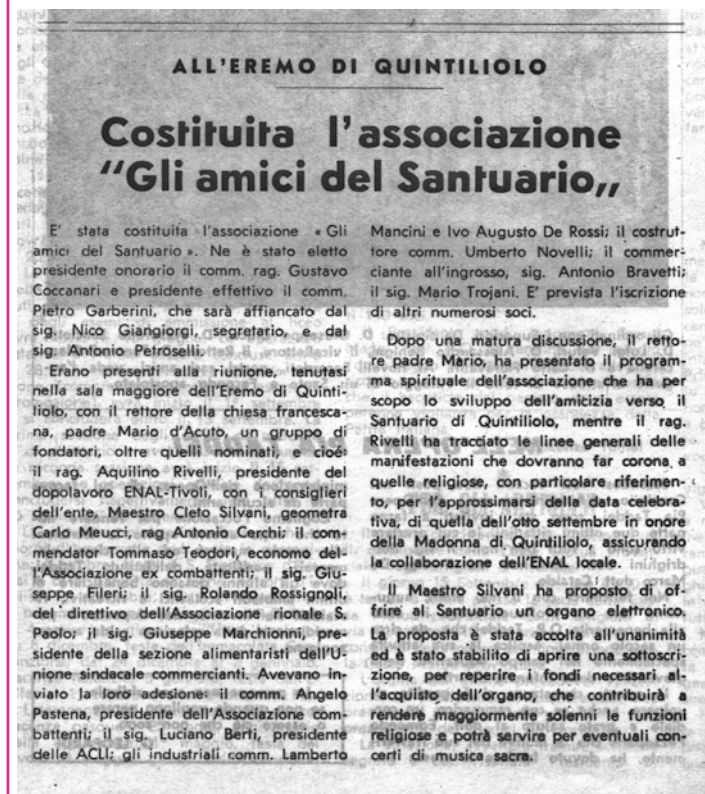 ALL'EREMO DI QUINTILIOLO
Costituita l'associazione
"Gli amici del Santuario„
E' stata costituita l'associazione « Gli
amici del Santuario ». Ne è stato eletto
presidente onorario il comm. rag. Gustavo
Coccanari e presidente effettivo il comm.
Pietro Garberini, che sarà affiancato dal
sig. Nico Giangiorgi, segretario, e dal
sig. Antonio Petroselli.
Erano presenti alla riunione, tenutasi
nella sala maggiore dell'Eremo di Quinti-
liolo, con il rettore della chiesa francesca-
na, padre Mario d'Acuto, un gruppo di
fondatori, oltre quelli nominati, e cioé:
il rag. Aquilino Rivelli, presidente del
dopolavoro ENAL-Tivoli, con i consiglieri
dell'ente, Maestro Cleto Silvani, geometra
Carlo Meucci, rag Antonio Cerchi; il com-
mendator Tommaso Teodori, economo del-
l'Associazione ex combattenti; il sig. Giu-
seppe Fileri; il sig. Rolando Rossignoli,
del direttivo dell'Associazione rionale S.
Paolo; il sig. Giuseppe Marchionni, pre-
sidente della sezione alimentaristi dell'U-
nione sindacale commercianti. Avevano in-
viato la loro adesione: il comm. Angelo
Pastena, presidente dell'Associazione com-
battenti; il sig. Luciano Berti, presidente
delle ACLI; gli industriali comm. Lamberto
Mancini e Ivo Augusto De Rossi; il costrut-
tore comm. Umberto Novelli; il commer-
ciante all'ingrosso, sig. Antonio Bravetti;
il sig. Mario Trojani. E' prevista l'iscrizione
di altri numerosi soci.
Dopo una matura discussione, il retto-
re padre Mario, ha presentato il program-
ma spirituale dell'associazione che ha per
scopo lo sviluppo dell'amicizia verso il
Santuario di Quintiliolo, mentre il rag.
Rivelli ha tracciato le linee generali delle
manifestazioni che dovranno far corona a
quelle religiose, con particolare riferimen-
to, per l'approssimarsi della data celebra-
tiva, di quella dell'otto settembre in onore
della Madonna di Quintiliolo, assicurando
la collaborazione dell'ENAL locale.
Il Maestro Silvani ha proposto di of-
frire al Santuario un organo elettronico.
La proposta è stata accolta all'unanimità
ed è stato stabilito di aprire una sottoscri-
zione, per reperire i fondi necessari al-
l'acquisto dell'organo, che contribuirà a
rendere maggiormente solenni le funzioni
religiose e potrà servire per eventuali con-
certi di musica sacra.